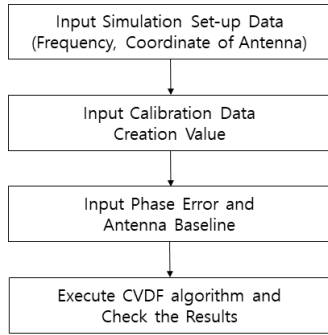 Input Simulation Set-up Data
(Frequency, Coordinate of Antenna)
Input Calibration Data
Creation Value
Input Phase Error and
Antenna Baseline
Execute CVDF algorithm and
Check the Results